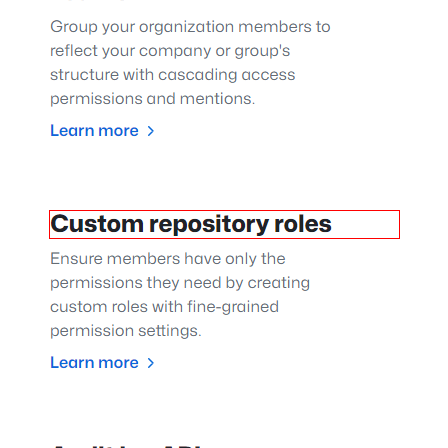 Group your organization members to
reflect your company or group's
structure with cascading access
permissions and mentions.
Learn more
Custom repository roles
Ensure members have only the
permissions they need by creating
custom roles with fine-grained
permission settings.
Learn more